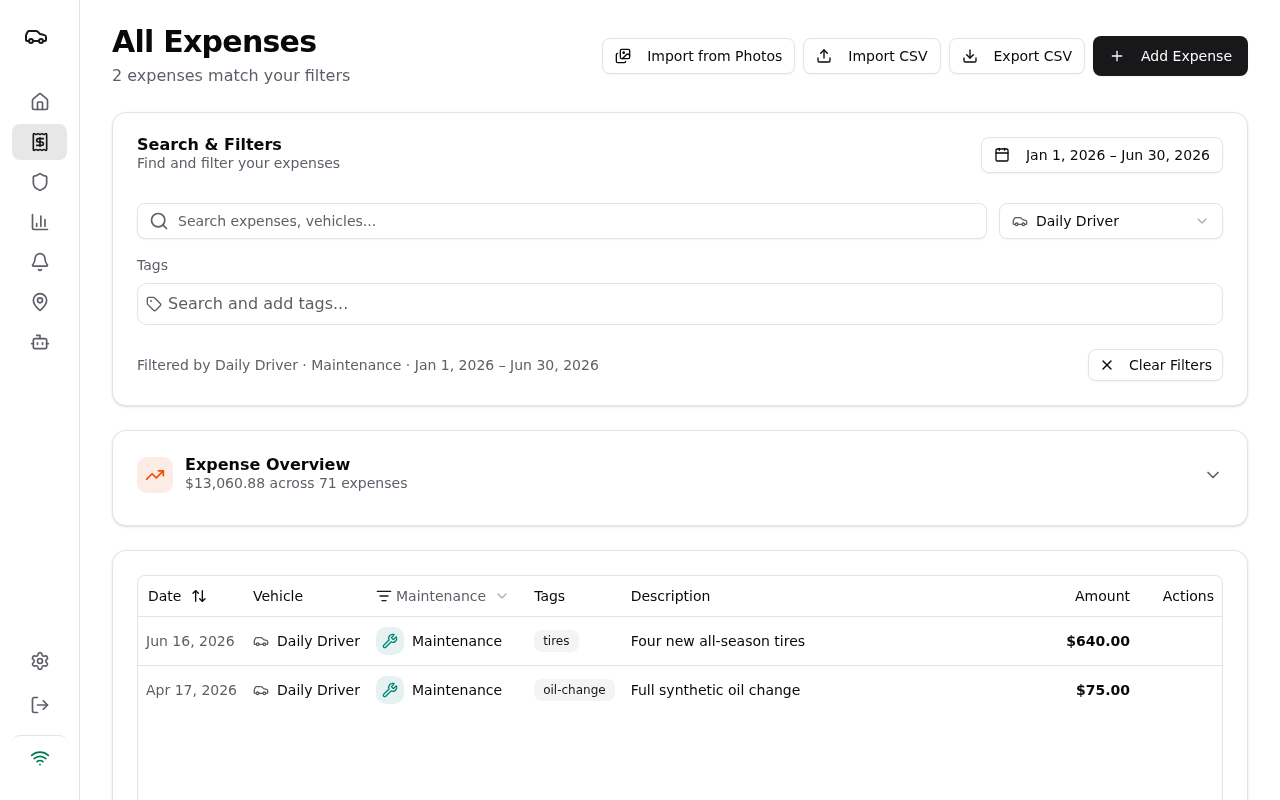 All Expenses
2 expenses match your filters
Import from Photos
Import CSV
Export CSV
Add Expense
Search & Filters
Find and filter your expenses
Jan 1, 2026 – Jun 30, 2026
Search expenses, vehicles...
Daily Driver
Tags
Search and add tags...
Filtered by Daily Driver · Maintenance · Jan 1, 2026 – Jun 30, 2026
Clear Filters
Expense Overview
$13,060.88 across 71 expenses
Date Vehicle Maintenance Tags Description Amount Actions
Jun 16, 2026 Daily Driver Maintenance tires Four new all-season tires $640.00
Apr 17, 2026 Daily Driver Maintenance oil-change Full synthetic oil change $75.00